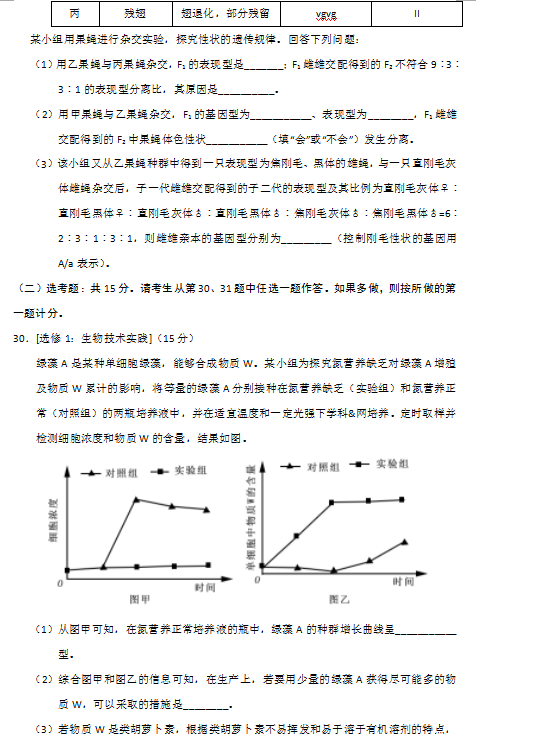 丙 残翅 翅退化，部分残留 vgvg II
某小组用果蝇进行杂交实验，探究性状的遗传规律。回答下列问题：
（1）用乙果蝇与丙果蝇杂交，F₁的表现型是_______；F₁雌雄交配得到的F₂不符合9∶3∶
3∶1的表现型分离比，其原因是__________。
（2）用甲果蝇与乙果蝇杂交，F₁的基因型为___________、表现型为________，F₁雌雄
交配得到的F₂中果蝇体色性状___________（填“会”或“不会”）发生分离。
（3）该小组又从乙果蝇种群中得到一只表现型为焦刚毛、黑体的雄蝇，与一只直刚毛灰
体雌蝇杂交后，子一代雌雄交配得到的子二代的表现型及其比例为直刚毛灰体♀∶
直刚毛黑体♀∶直刚毛灰体♂∶直刚毛黑体♂∶焦刚毛灰体♂∶焦刚毛黑体♂=6∶
2∶3∶1∶3∶1，则雌雄亲本的基因型分别为_________（控制刚毛性状的基因用
A/a 表示）。
（二）选考题：共 15 分。请考生从第 30、31 题中任选一题作答。如果多做，则按所做的第
一题计分。
30．[选修 1：生物技术实践]（15 分）
绿藻 A 是某种单细胞绿藻，能够合成物质 W。某小组为探究氮营养缺乏对绿藻 A 增殖
及物质 W 累计的影响，将等量的绿藻 A 分别接种在氮营养缺乏（实验组）和氮营养正
常（对照组）的两瓶培养液中，并在适宜温度和一定光强下学科&网培养。定时取样并
检测细胞浓度和物质 W 的含量，结果如图。
对照组 实验组
细胞浓度
0
时间
图甲
对照组 实验组
单细胞中物质W的含量
0
时间
图乙
（1）从图甲可知，在氮营养正常培养液的瓶中，绿藻 A 的种群增长曲线呈___________
型。
（2）综合图甲和图乙的信息可知，在生产上，若要用少量的绿藻 A 获得尽可能多的物
质 W，可以采取的措施是________。
（3）若物质 W 是类胡萝卜素，根据类胡萝卜素不易挥发和易于溶于有机溶剂的特点，